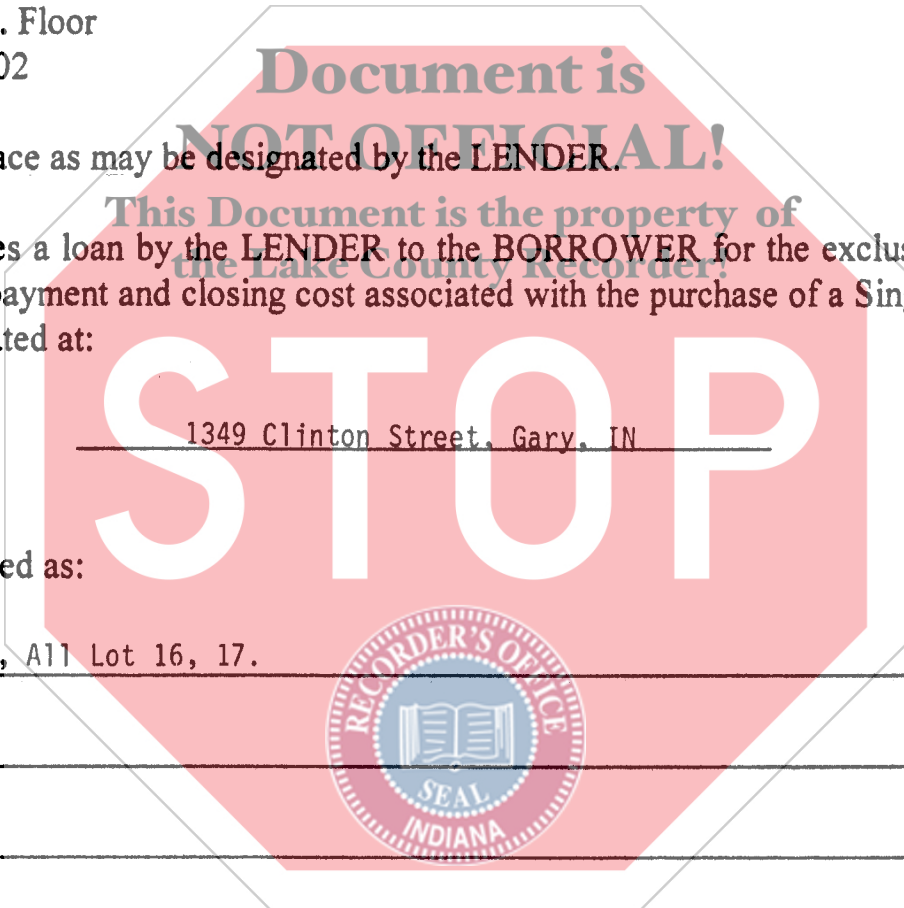 . Floor
02
Document is
NOT OFFICIAL!
ace as may be designated by the LENDER.
This Document is the property of
the Lake County Recorder!
es a loan by the LENDER to the BORROWER for the exclus
payment and closing cost associated with the purchase of a Sing
ted at:
STOP
1349 Clinton Street, Gary, IN
ed as:
, All Lot 16, 17.
RECORDER'S OFFICE
SEAL
INDIANA